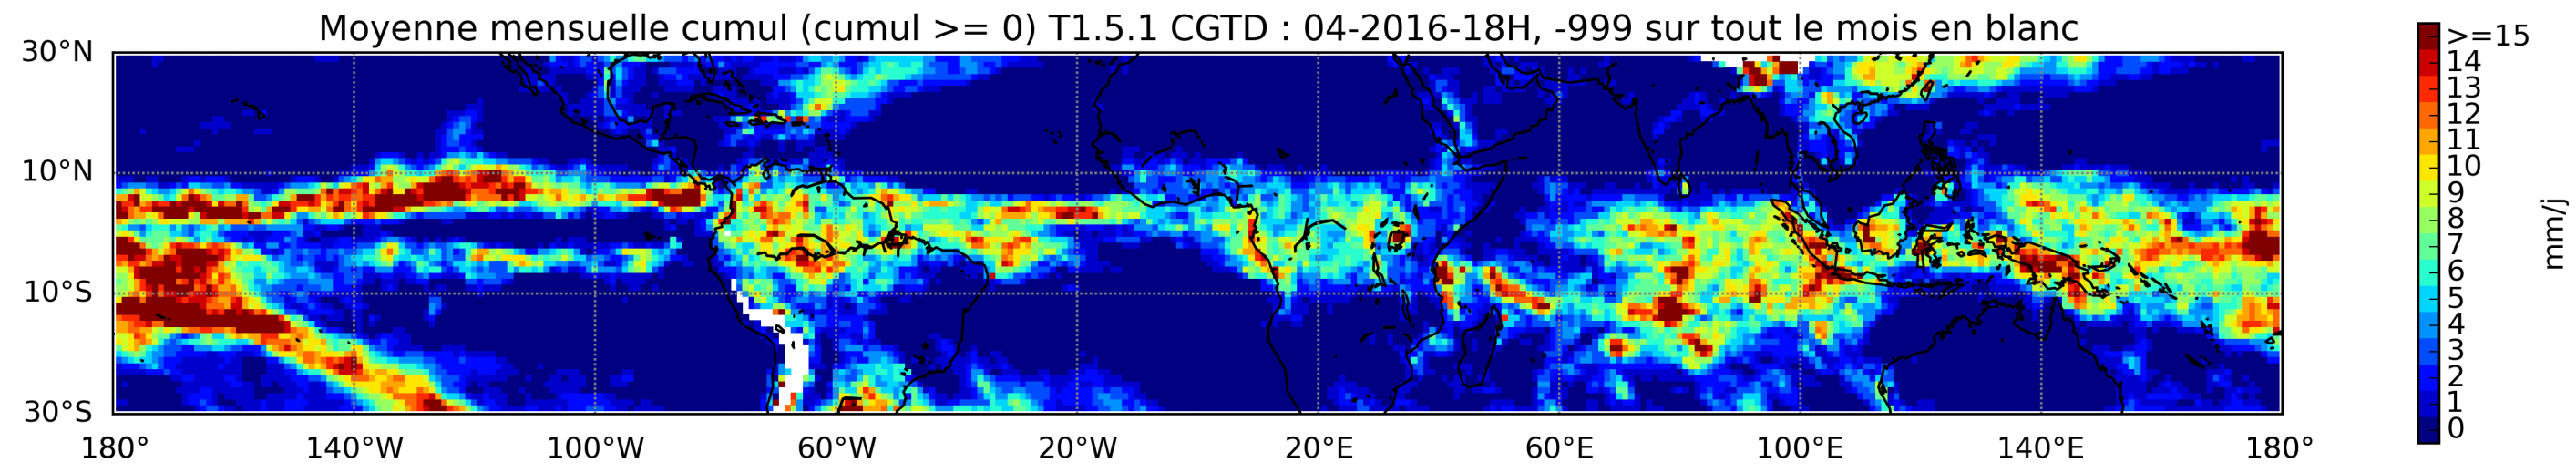 Moyenne mensuelle cumul (cumul >= 0) T1.5.1 CGTD : 04-2016-18H, -999 sur tout le mois en blanc
30°N
10°N
10°S
30°S
180° 140°W 100°W 60°W 20°W 20°E 60°E 100°E 140°E 180°
>=15
14
13
12
11
10
9
8
7
6
5
4
3
2
1
0
mm/j